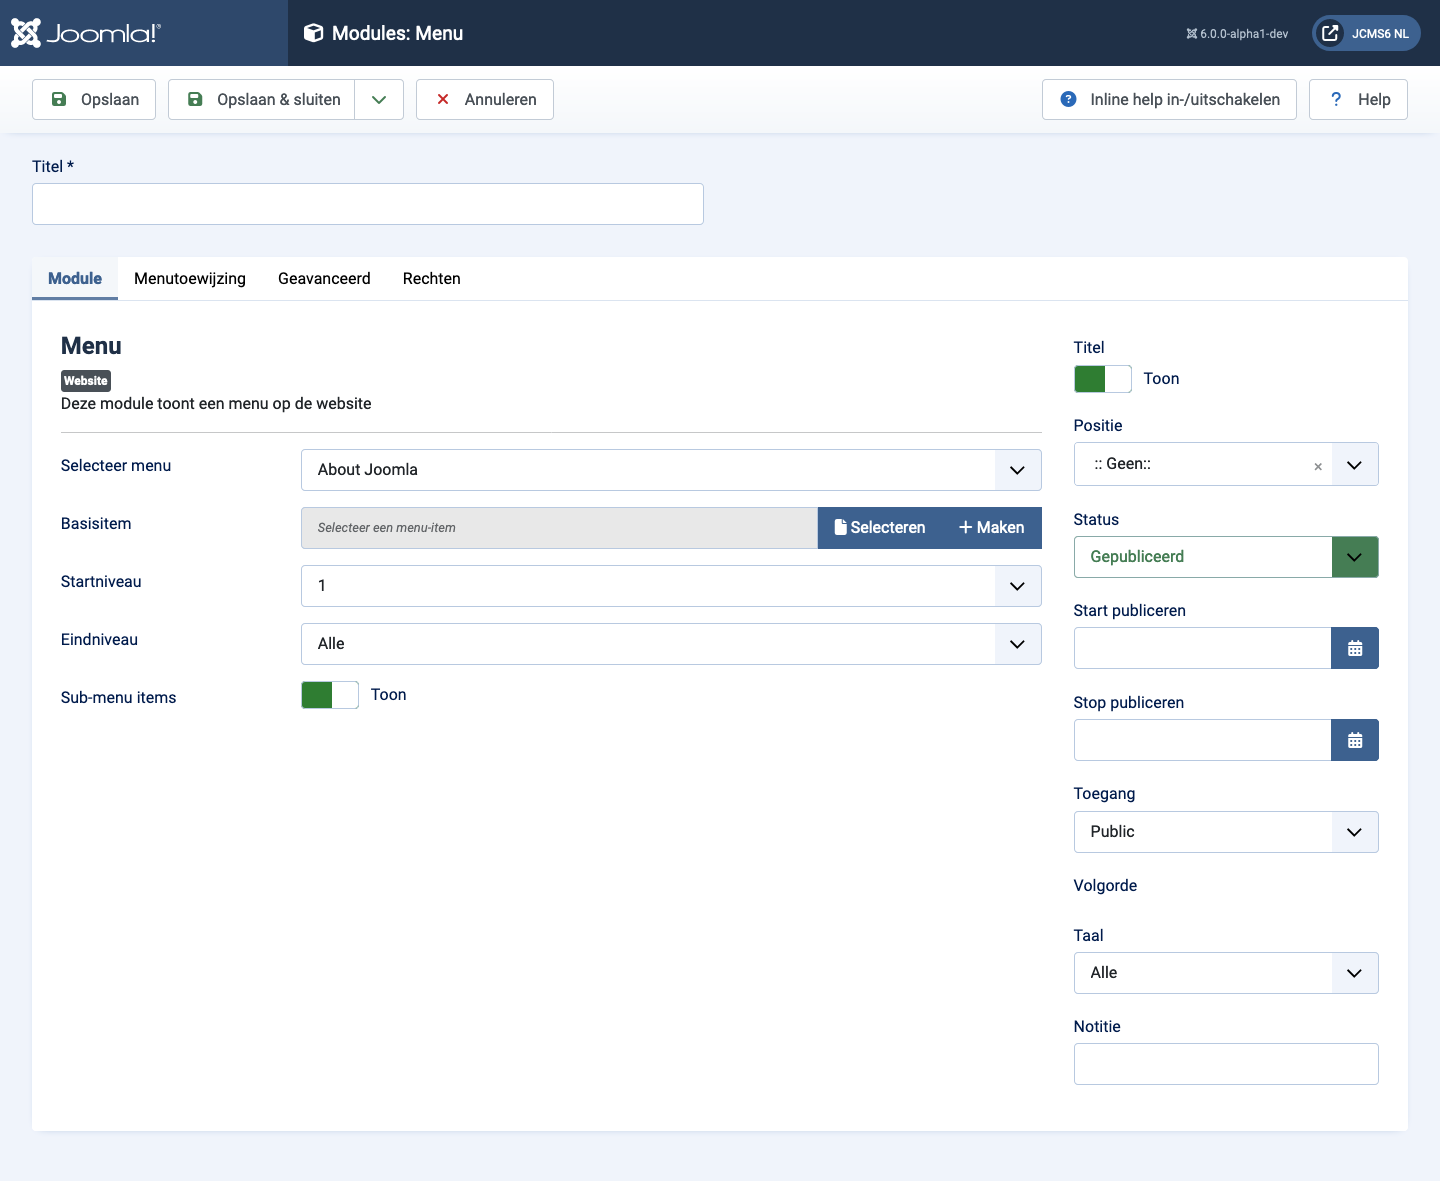 Joomla!®
Modules: Menu
6.0.0-alpha1-dev
JCMS6 NL
Opslaan
Opslaan & sluiten
Annuleren
Inline help in-/uitschakelen
Help
Titel *
Module
Menutoewijzing
Geavanceerd
Rechten
Menu
Website
Deze module toont een menu op de website
Selecteer menu
About Joomla
Basisitem
Selecteer een menu-item
Selecteren
Maken
Startniveau
1
Eindniveau
Alle
Sub-menu items
Toon
Titel
Toon
Positie
:: Geen::
×
Status
Gepubliceerd
Start publiceren
Stop publiceren
Toegang
Public
Volgorde
Taal
Alle
Notitie